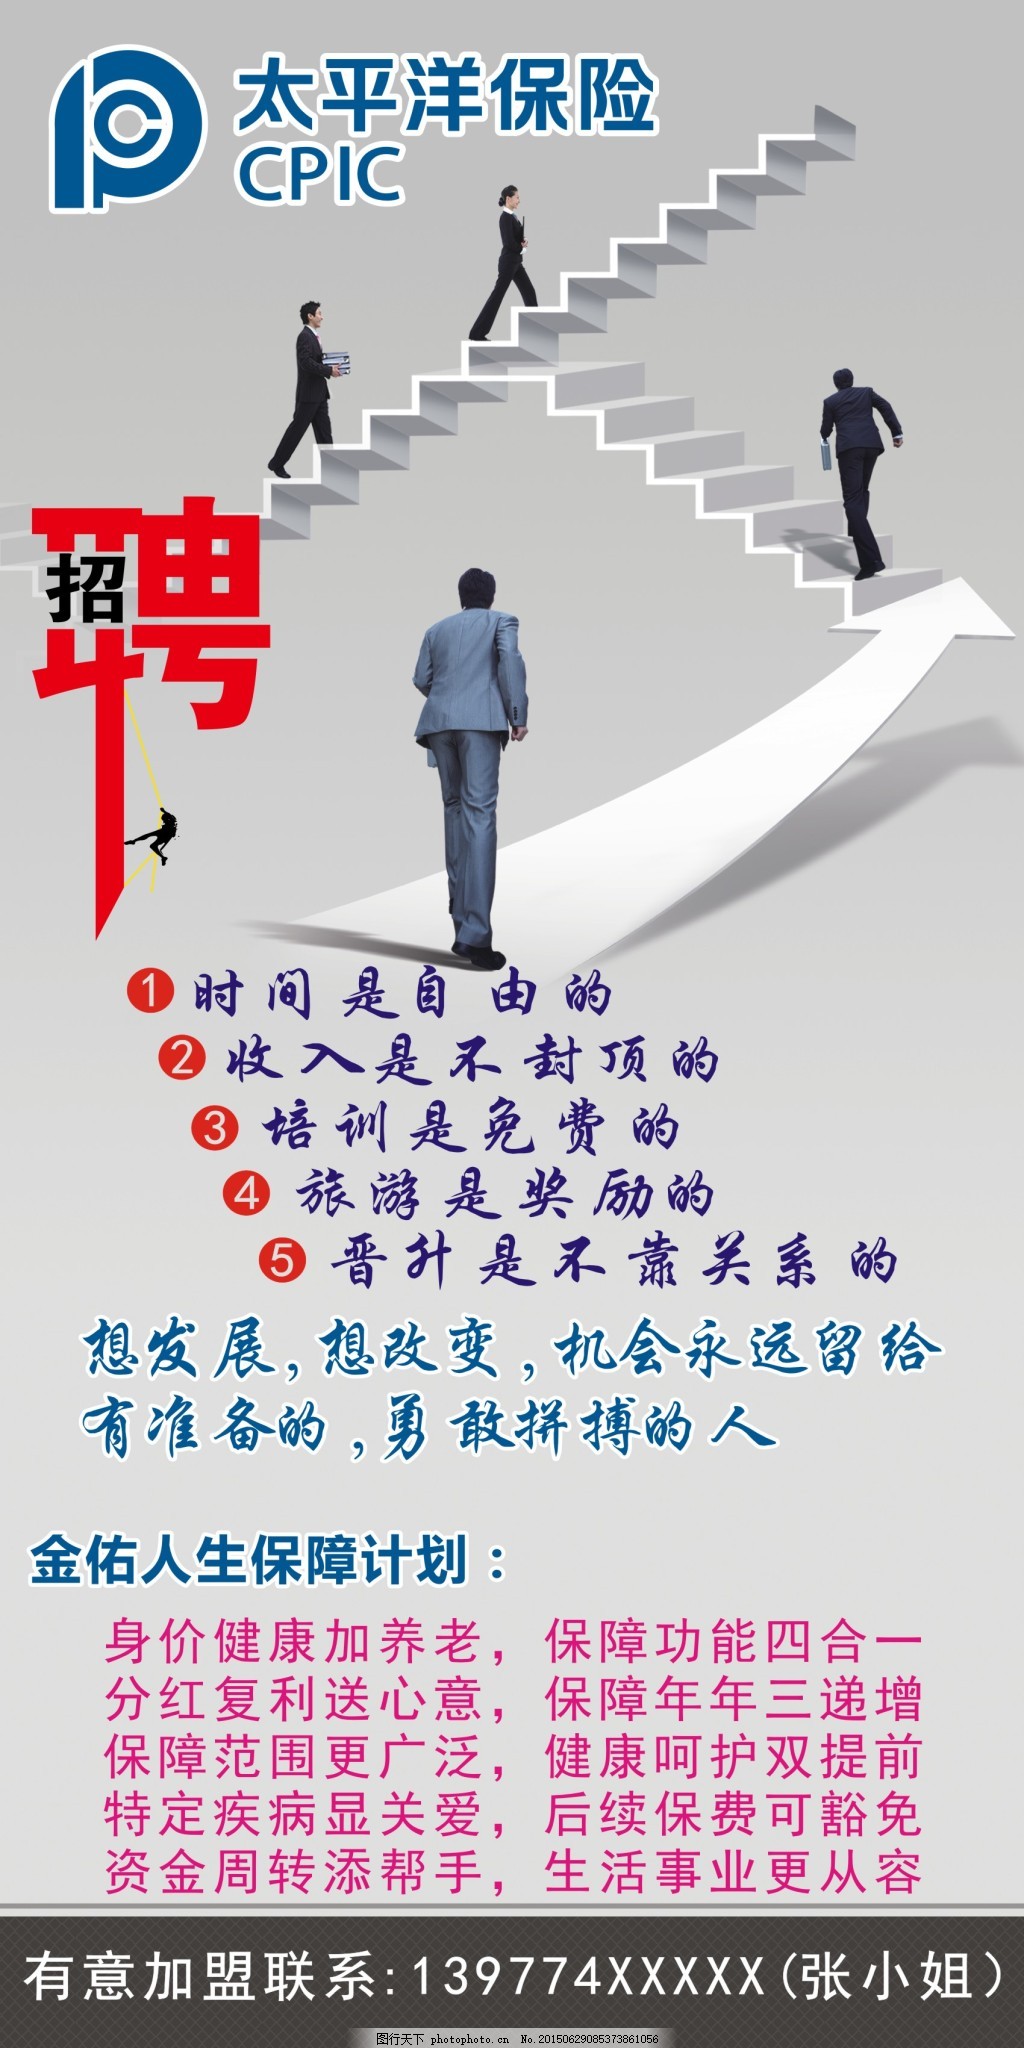 太平洋保险
CPIC
招聘
1 时间是自由的
2 收入是不封顶的
3 培训是免费的
4 旅游是奖励的
5 晋升是不靠关系的
想发展,想改变,机会永远留给
有准备的,勇敢拼搏的人
金佑人生保障计划：
身价健康加养老，保障功能四合一
分红复利送心意，保障年年三递增
保障范围更广泛，健康呵护双提前
特定疾病显关爱，后续保费可豁免
资金周转添帮手，生活事业更从容
有意加盟联系:139774XXXXX(张小姐)
图行天下 photophoto.cn No.20150629085373861056